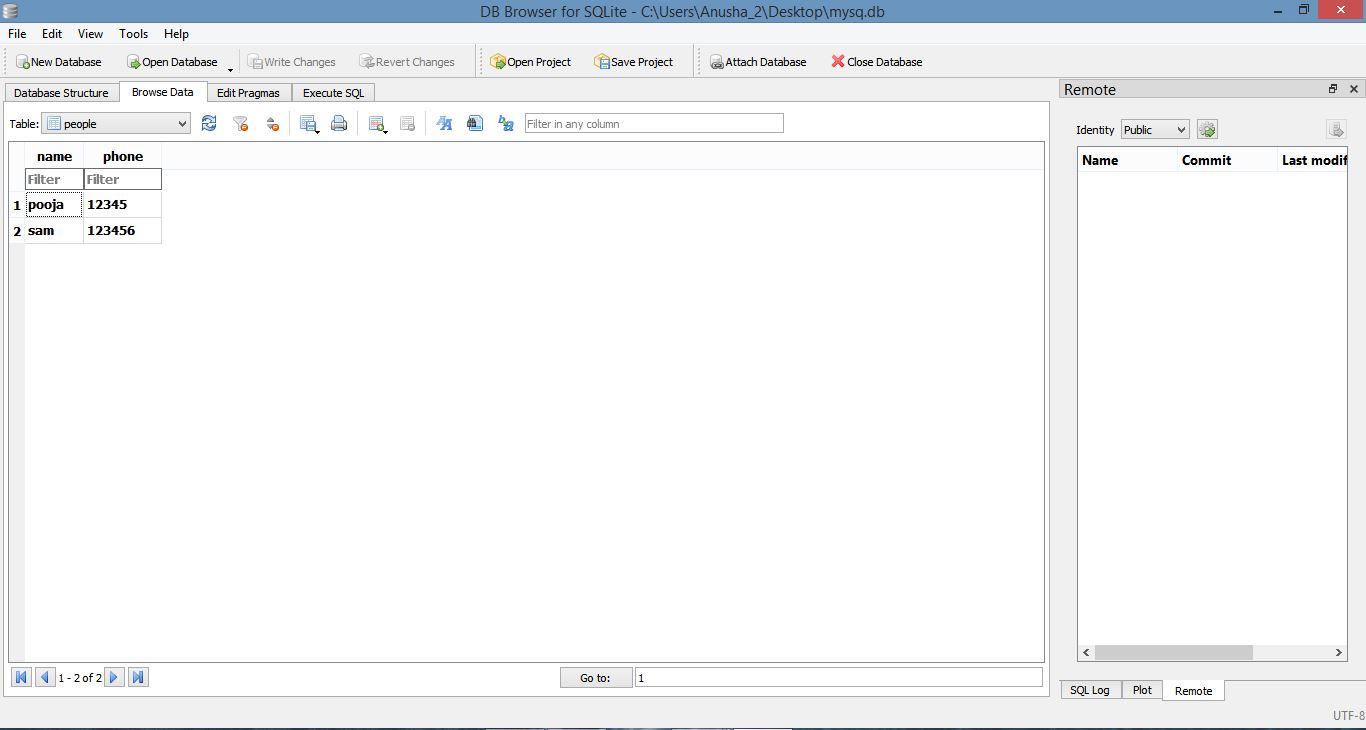 DB Browser for SQLite - C:\Users\Anusha_2\Desktop\mysq.db
File Edit View Tools Help
New Database Open Database Write Changes Revert Changes Open Project Save Project Attach Database Close Database
Database Structure Browse Data Edit Pragmas Execute SQL
Table: people Filter in any column
name phone
Filter Filter
1 pooja 12345
2 sam 123456
1 - 2 of 2 Go to: 1
Remote
Identity Public
Name Commit Last modif
SQL Log Plot Remote
UTF-8